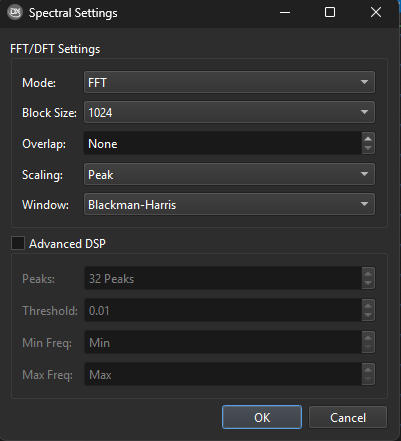 DX Spectral Settings
FFT/DFT Settings
Mode: FFT
Block Size: 1024
Overlap: None
Scaling: Peak
Window: Blackman-Harris
Advanced DSP
Peaks: 32 Peaks
Threshold: 0.01
Min Freq: Min
Max Freq: Max
OK Cancel